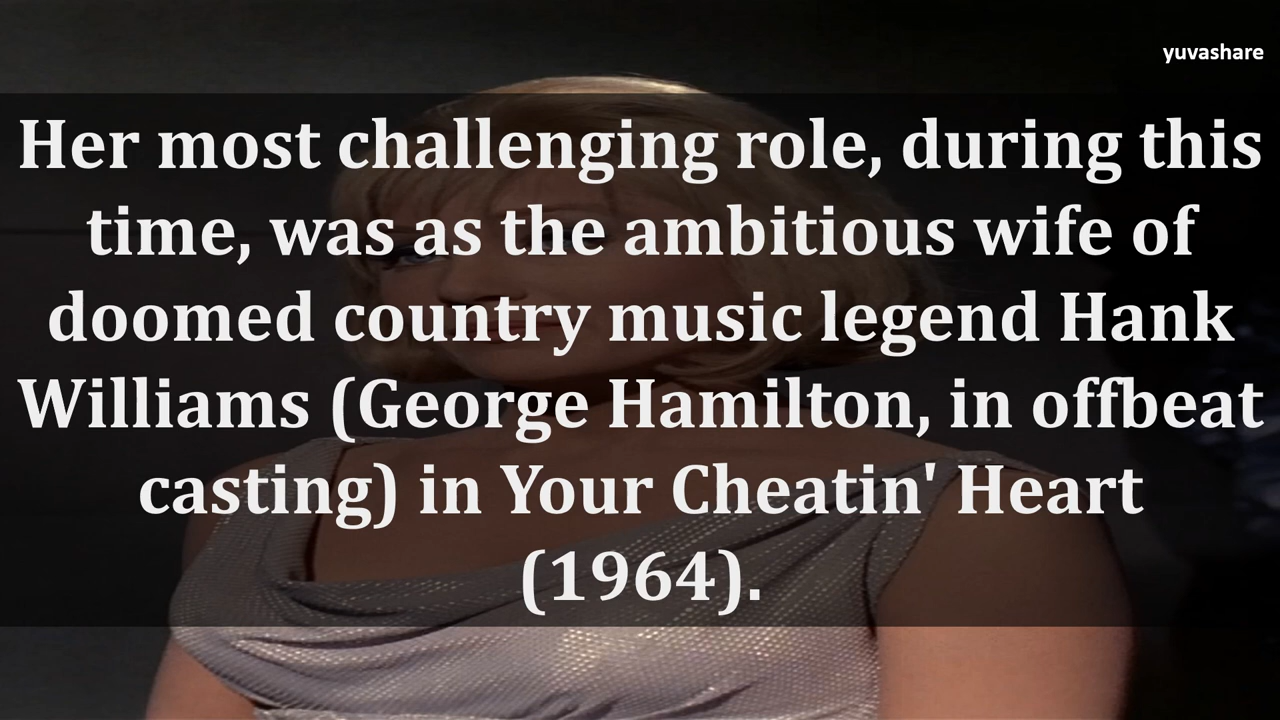 yuvashare
Her most challenging role, during this
time, was as the ambitious wife of
doomed country music legend Hank
Williams (George Hamilton, in offbeat
casting) in Your Cheatin' Heart
(1964).